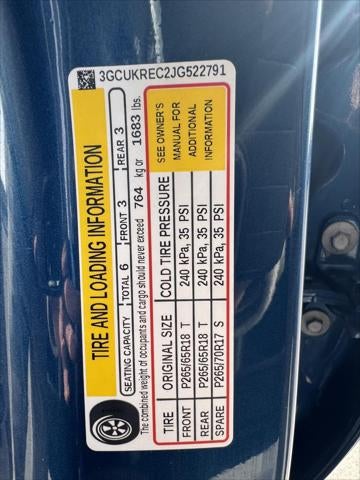 3GCUKREC2JG522791
TIRE AND LOADING INFORMATION
SEATING CAPACITY TOTAL 6 FRONT 3 REAR 3
The combined weight of occupants and cargo should never exceed 764 kg or 1683 lbs.
TIRE ORIGINAL SIZE COLD TIRE PRESSURE
FRONT P265/65R18 T 240 kPa, 35 PSI
REAR P265/65R18 T 240 kPa, 35 PSI
SPARE P265/70R17 S 240 kPa, 35 PSI
SEE OWNER'S
MANUAL FOR
ADDITIONAL
INFORMATION